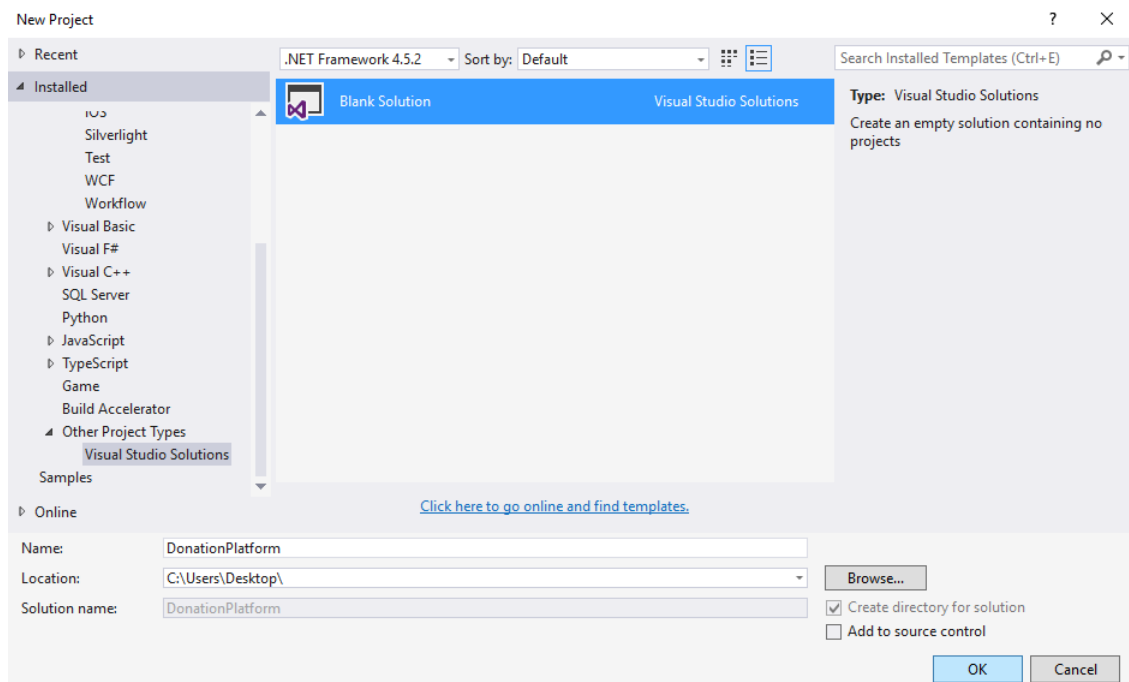 New Project
? ×
Recent
.NET Framework 4.5.2 Sort by: Default
Search Installed Templates (Ctrl+E)
Installed
Silverlight
Test
WCF
Workflow
Visual Basic
Visual F#
Visual C++
SQL Server
Python
JavaScript
TypeScript
Game
Build Accelerator
Other Project Types
Visual Studio Solutions
Samples
Online
Blank Solution Visual Studio Solutions
Type: Visual Studio Solutions
Create an empty solution containing no
projects
Click here to go online and find templates.
Name: DonationPlatform
Location: C:\Users\Desktop\
Browse...
Solution name: DonationPlatform
Create directory for solution
Add to source control
OK Cancel